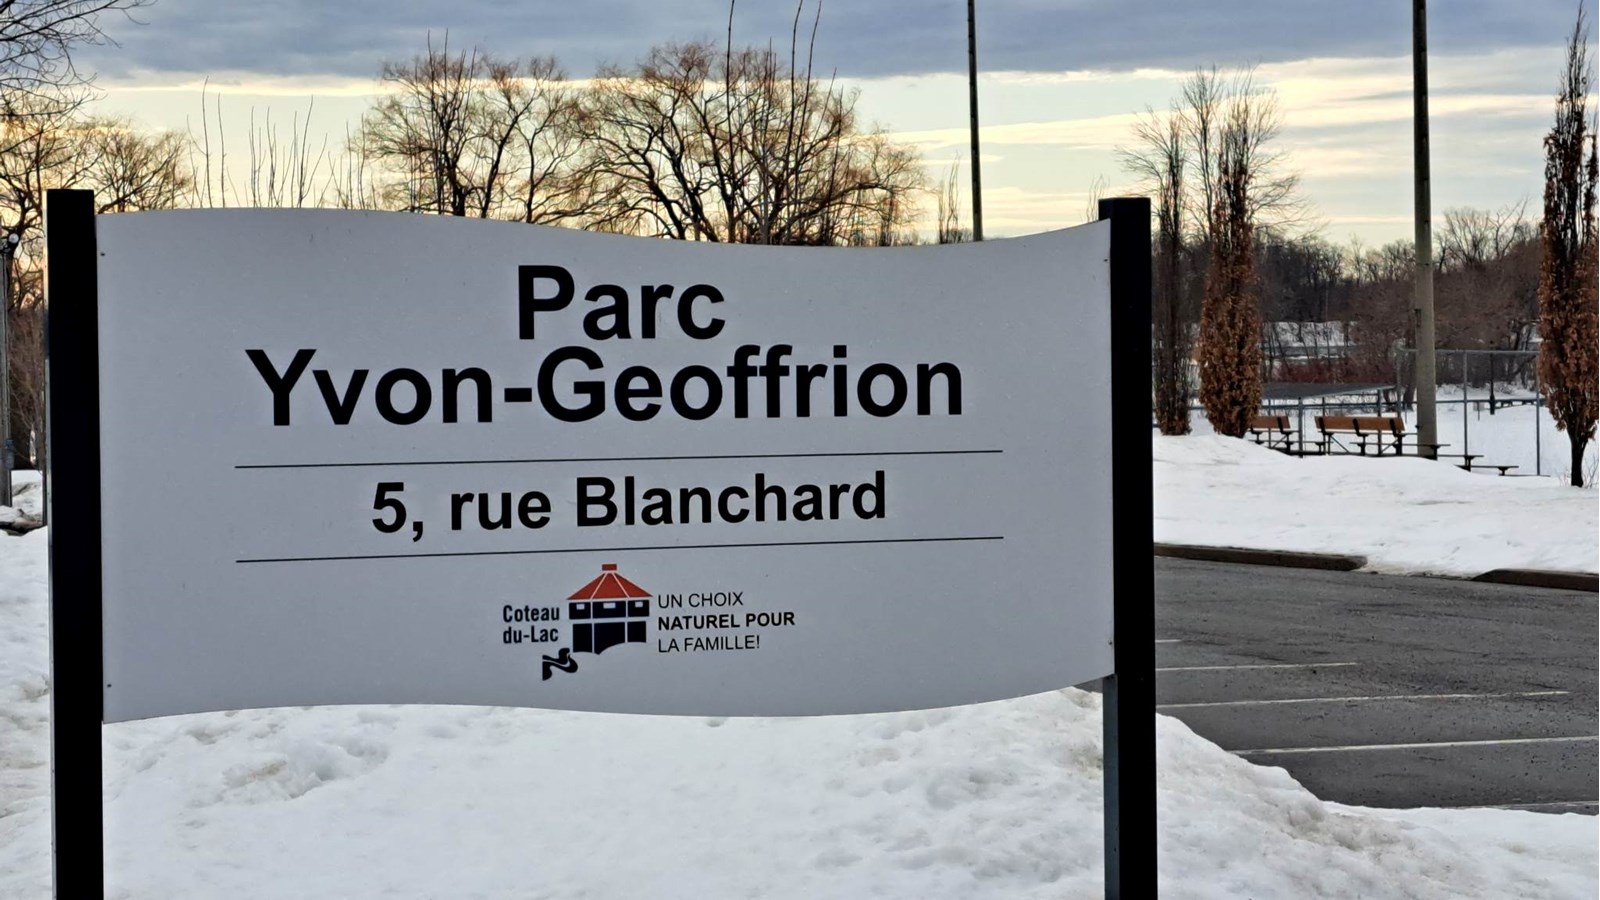 Parc
Yvon-Geoffrion
5, rue Blanchard
Coteau
du-Lac
UN CHOIX
NATUREL POUR
LA FAMILLE!